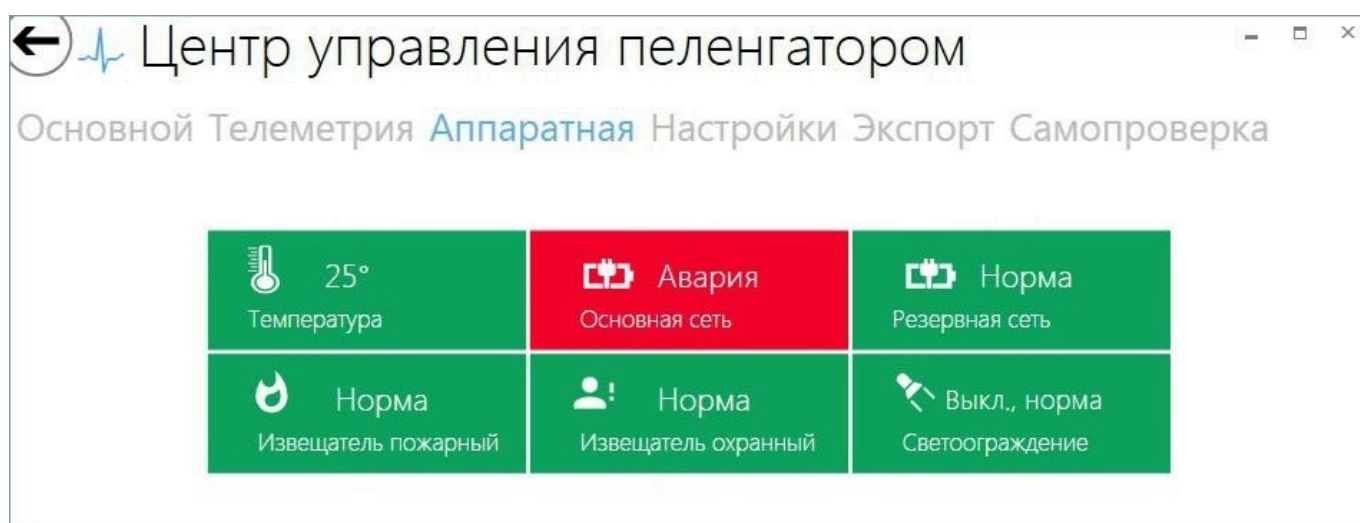 Центр управления пеленгатором
Основной Телеметрия Аппаратная Настройки Экспорт Самопроверка
25° Авария Норма
Температура Основная сеть Резервная сеть
Норма Норма Выкл., норма
Извещатель пожарный Извещатель охранный Светоограждение